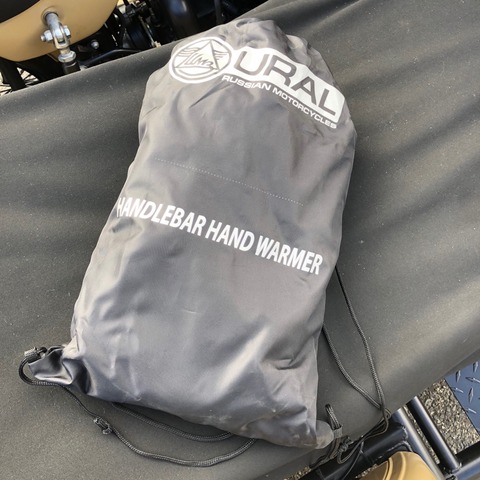 URAL
RUSSIAN MOTORCYCLES
HANDLEBAR HAND WARMER